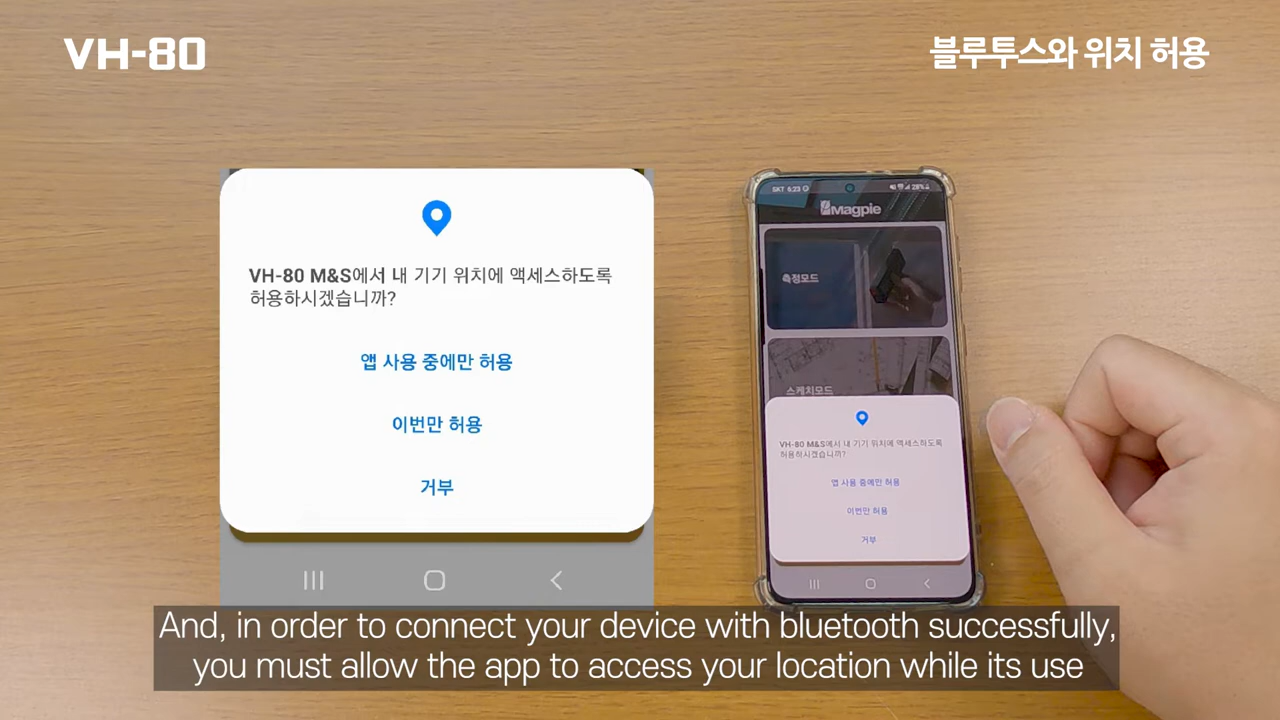 VH-80
블루투스와 위치 허용
VH-80 M&S에서 내 기기 위치에 액세스하도록
허용하시겠습니까?
앱 사용 중에만 허용
이번만 허용
거부
SKT 6:23
28%
Magpie
측정모드
스케치모드
VH-80 M&S에서 내 기기 위치에 액세스하도록
허용하시겠습니까?
앱 사용 중에만 허용
이번만 허용
거부
And, in order to connect your device with bluetooth successfully,
you must allow the app to access your location while its use